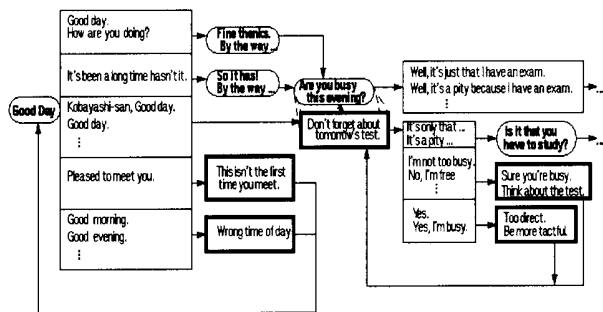 Good Day
Good day.
How are you doing?
It's been a long time hasn't it.
Kobayashi-san, Good day.
Good day.
⋮
Pleased to meet you.
Good morning.
Good evening.
⋮
Fine thanks.
By the way ...
So it has!
By the way ...
This isn't the first
time you meet.
Wrong time of day
Are you busy
this evening?
Don't forget about
tomorrow's test.
Well, it's just that I have an exam.
Well, it's a pity because i have an exam.
⋮
...
It's only that ...
It's a pity ...
I'm not too busy.
No, I'm free
⋮
Yes.
Yes, I'm busy.
Is it that you
have to study?
...
Sure you're busy.
Think about the test.
Too direct.
Be more tactful.